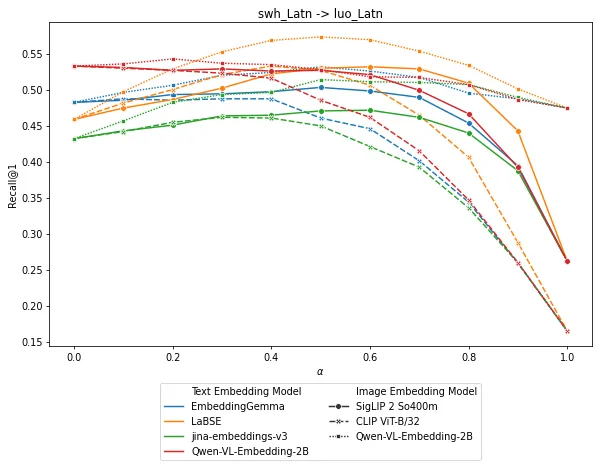 swh_Latn -> luo_Latn
Recall@1
0.55
0.50
0.45
0.40
0.35
0.30
0.25
0.20
0.15
0.0 0.2 0.4 0.6 0.8 1.0
α
Text Embedding Model
EmbeddingGemma
LaBSE
jina-embeddings-v3
Qwen-VL-Embedding-2B
Image Embedding Model
SigLIP 2 So400m
CLIP ViT-B/32
Qwen-VL-Embedding-2B